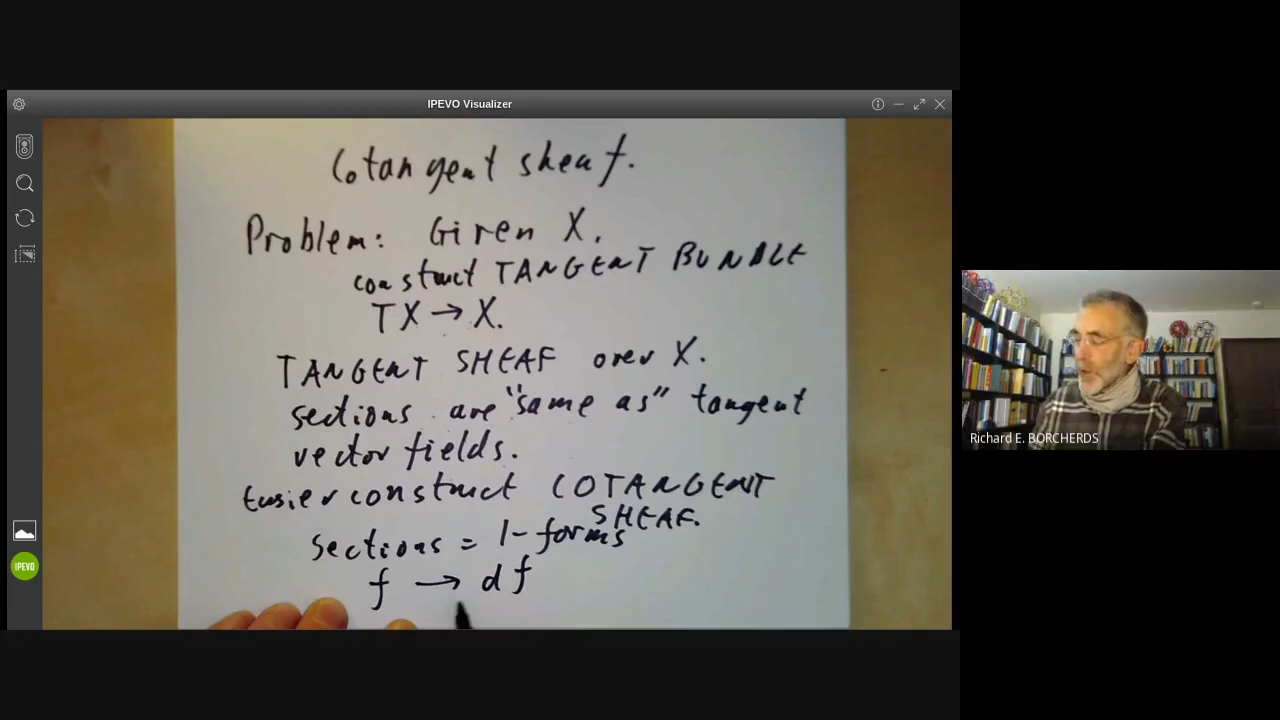 IPEVO Visualizer
Cotangent sheaf.
Problem: Given X.
construct TANGENT BUNDLE
TX → X.
TANGENT SHEAF over X.
sections are "same as" tangent
vector fields.
Easier construct COTANGENT
SHEAF.
sections = 1-forms
f → df
IPEVO
Richard E. BORCHERDS